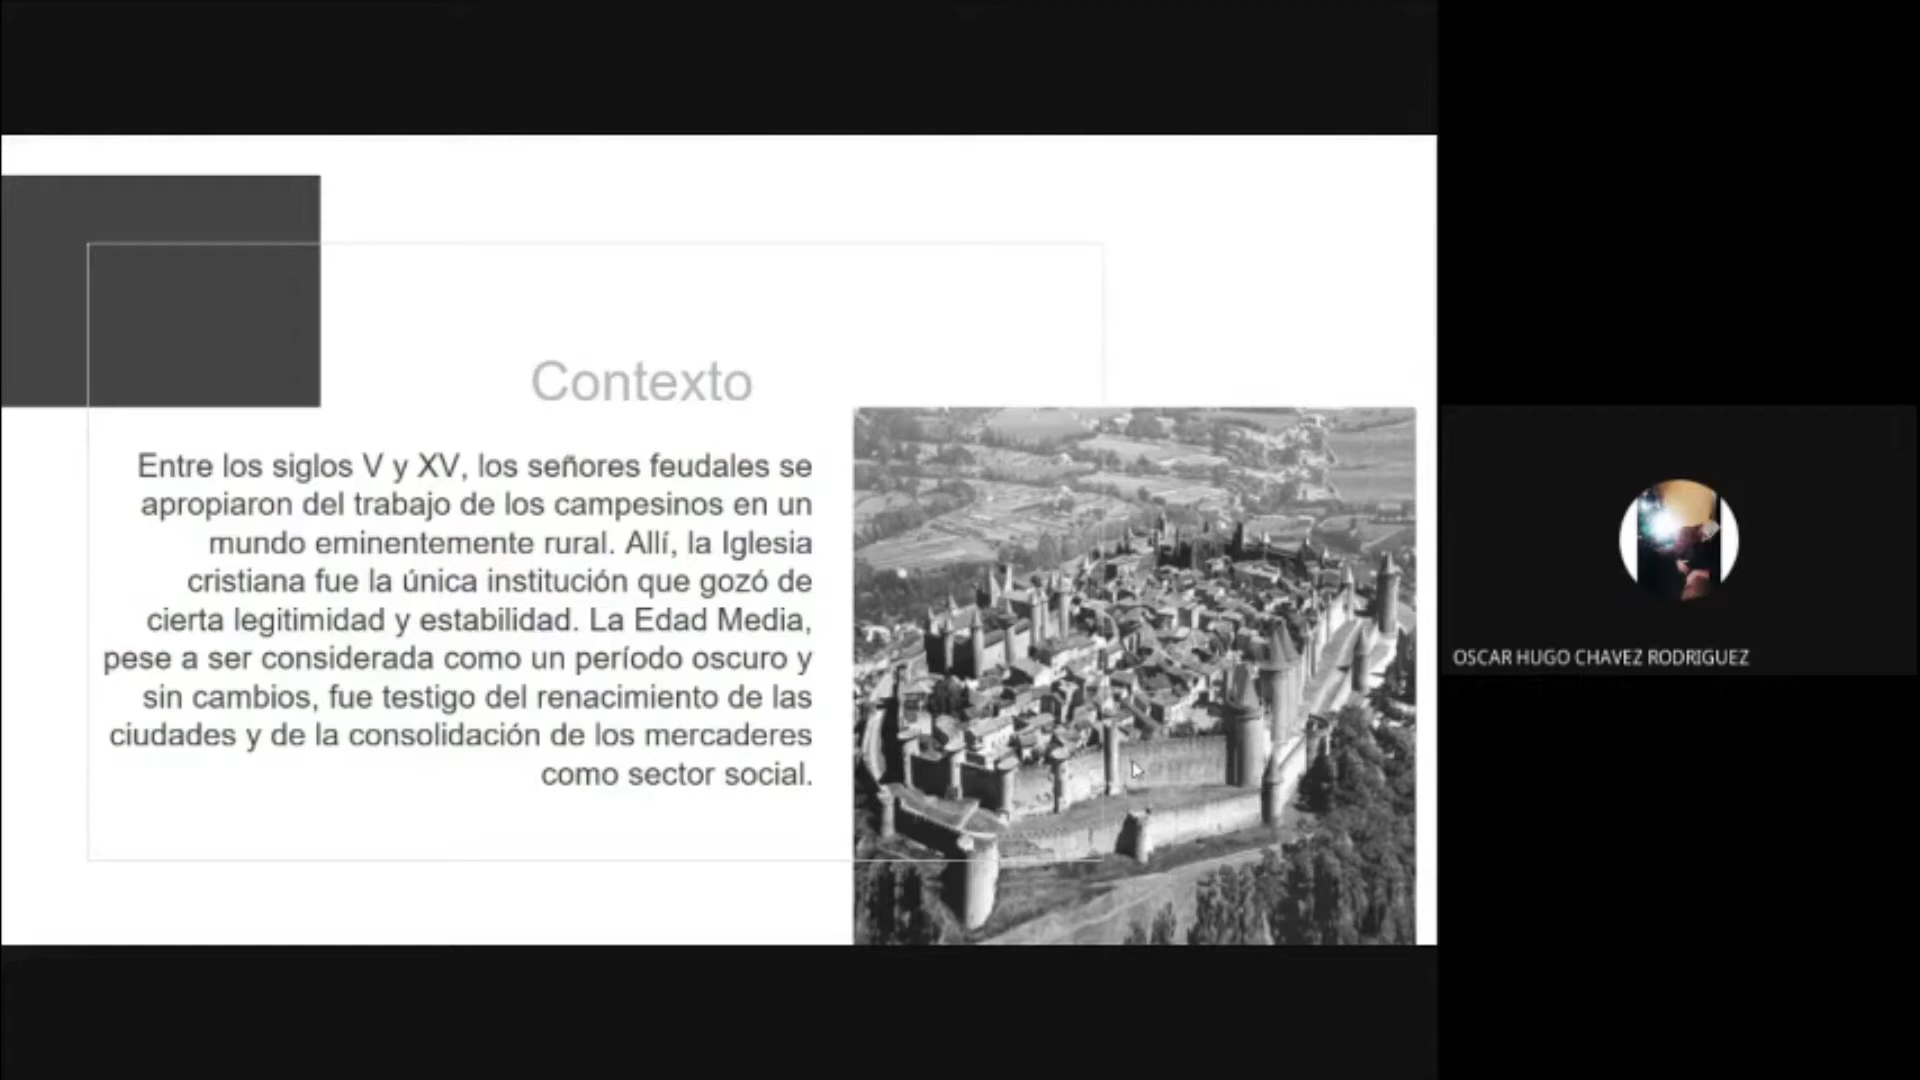 Contexto
Entre los siglos V y XV, los señores feudales se
apropiaron del trabajo de los campesinos en un
mundo eminentemente rural. Allí, la Iglesia
cristiana fue la única institución que gozó de
cierta legitimidad y estabilidad. La Edad Media,
pese a ser considerada como un período oscuro y
sin cambios, fue testigo del renacimiento de las
ciudades y de la consolidación de los mercaderes
como sector social.
OSCAR HUGO CHAVEZ RODRIGUEZ